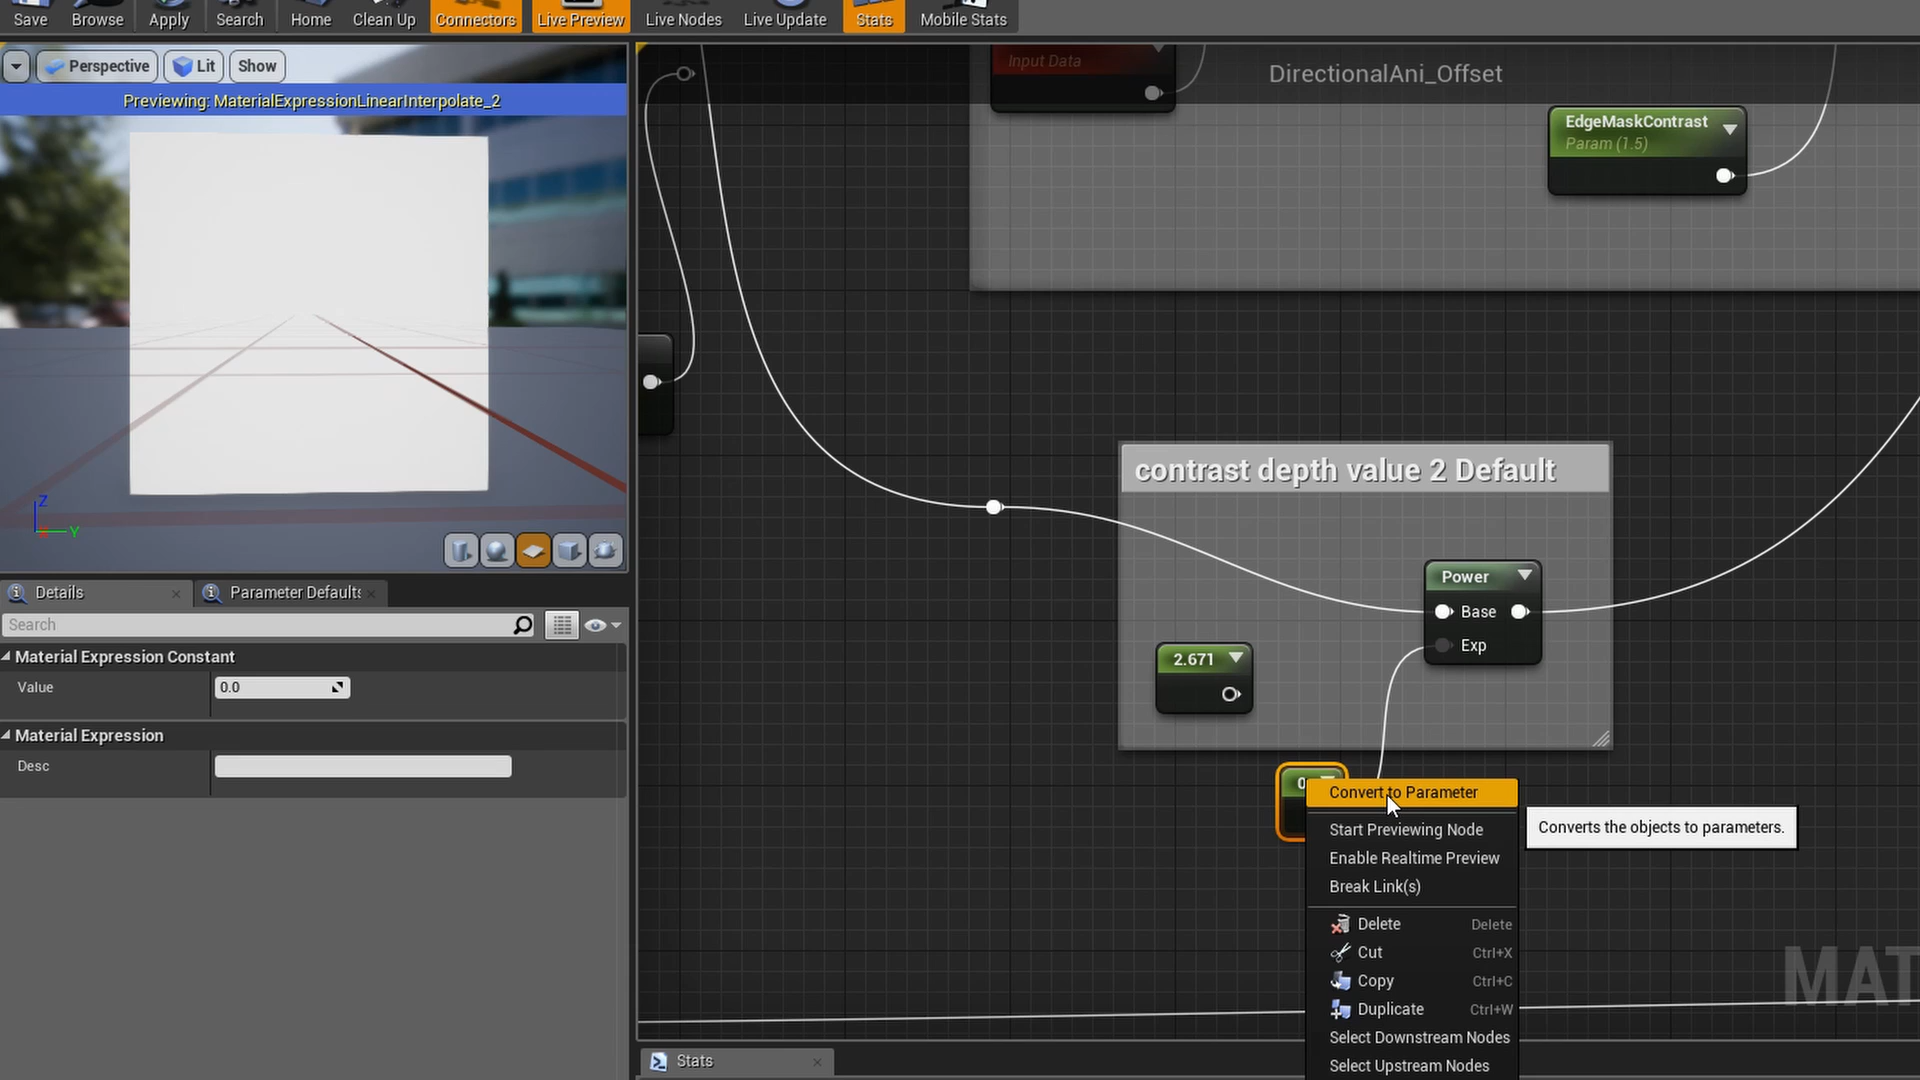 Save Browse Apply Search Home Clean Up Connectors Live Preview Live Nodes Live Update Stats Mobile Stats
Perspective Lit Show
Previewing: MaterialExpressionLinearInterpolate_2
Z
Y
Details
Parameter Defaults
Search
Material Expression Constant
Value 0.0
Material Expression
Desc
Input Data
DirectionalAni_Offset
EdgeMaskContrast
Param (1.5)
contrast depth value 2 Default
Power
Base
Exp
2.671
0
Convert to Parameter
Converts the objects to parameters.
Start Previewing Node
Enable Realtime Preview
Break Link(s)
Delete Delete
Cut Ctrl+X
Copy Ctrl+C
Duplicate Ctrl+W
Select Downstream Nodes
Select Upstream Nodes
MAT
Stats